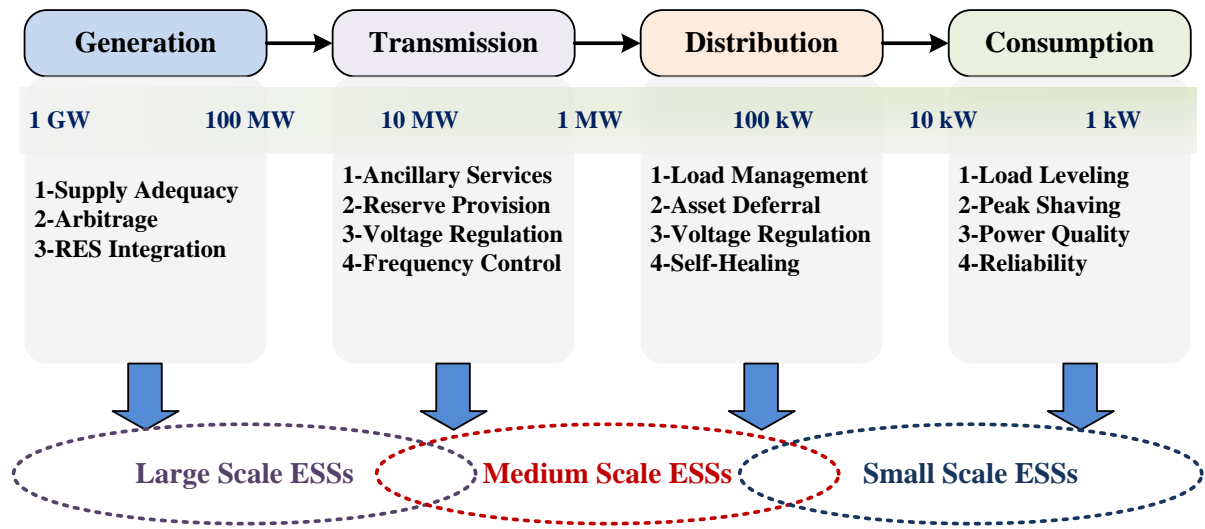 Generation
Transmission
Distribution
Consumption
1 GW
100 MW
10 MW
1 MW
100 kW
10 kW
1 kW
1-Supply Adequacy
2-Arbitrage
3-RES Integration
1-Ancillary Services
2-Reserve Provision
3-Voltage Regulation
4-Frequency Control
1-Load Management
2-Asset Deferral
3-Voltage Regulation
4-Self-Healing
1-Load Leveling
2-Peak Shaving
3-Power Quality
4-Reliability
Large Scale ESSs
Medium Scale ESSs
Small Scale ESSs